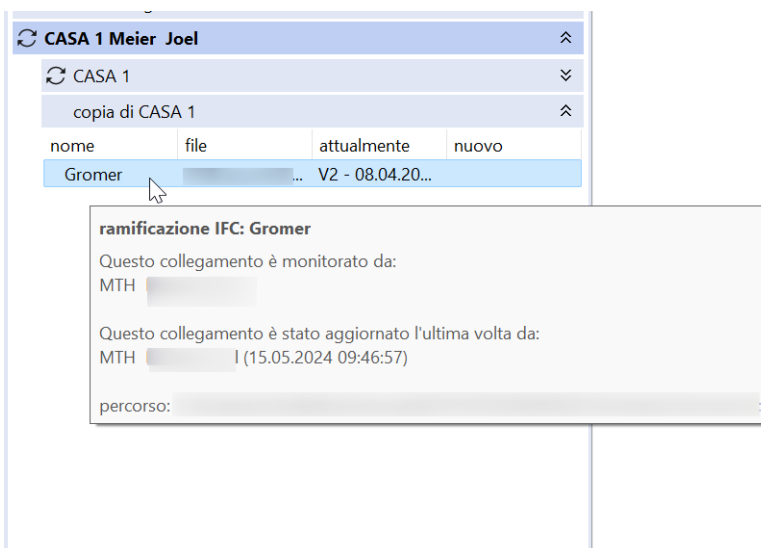 CASA 1 Meier Joel
CASA 1
copia di CASA 1
nome file attualmente nuovo
Gromer ... V2 - 08.04.20...
ramificazione IFC: Gromer
Questo collegamento è monitorato da:
MTH
Questo collegamento è stato aggiornato l'ultima volta da:
MTH (15.05.2024 09:46:57)
percorso: